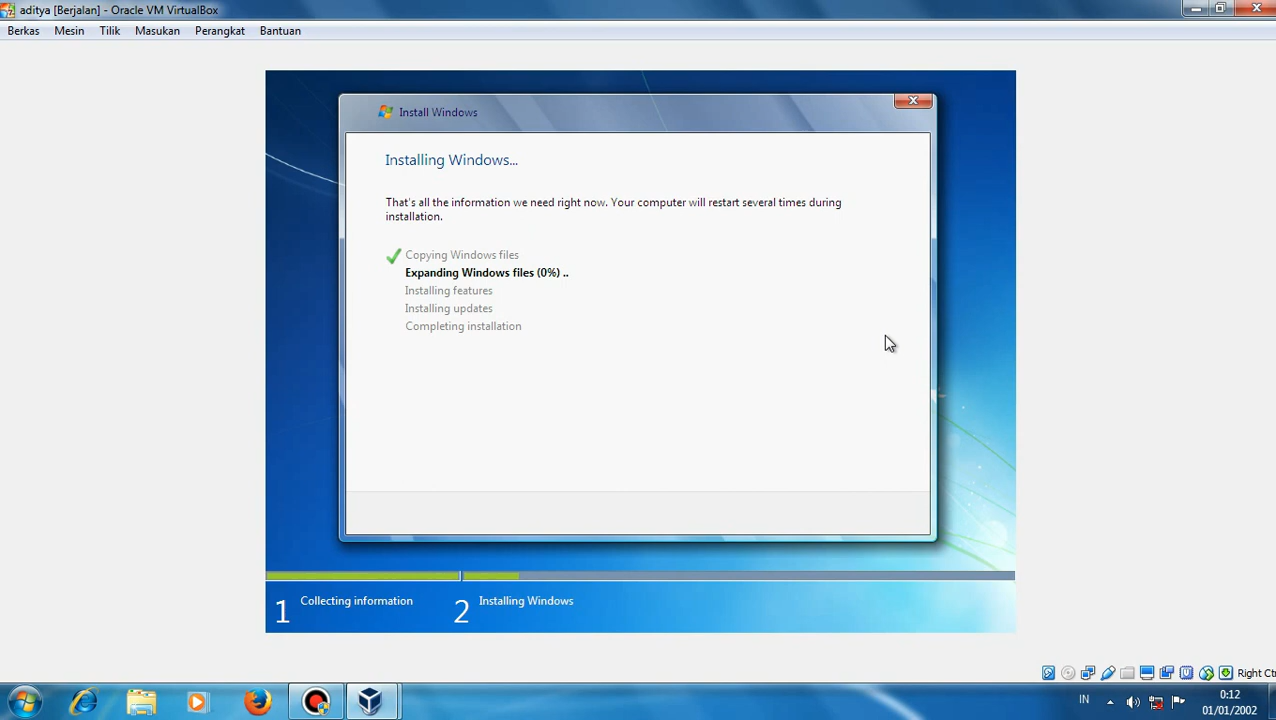 aditya [Berjalan] - Oracle VM VirtualBox
Berkas Mesin Tilik Masukan Perangkat Bantuan
Install Windows
Installing Windows...
That's all the information we need right now. Your computer will restart several times during
installation.
Copying Windows files
Expanding Windows files (0%) ..
Installing features
Installing updates
Completing installation
1 Collecting information 2 Installing Windows
Right Ct
IN 0:12
01/01/2002